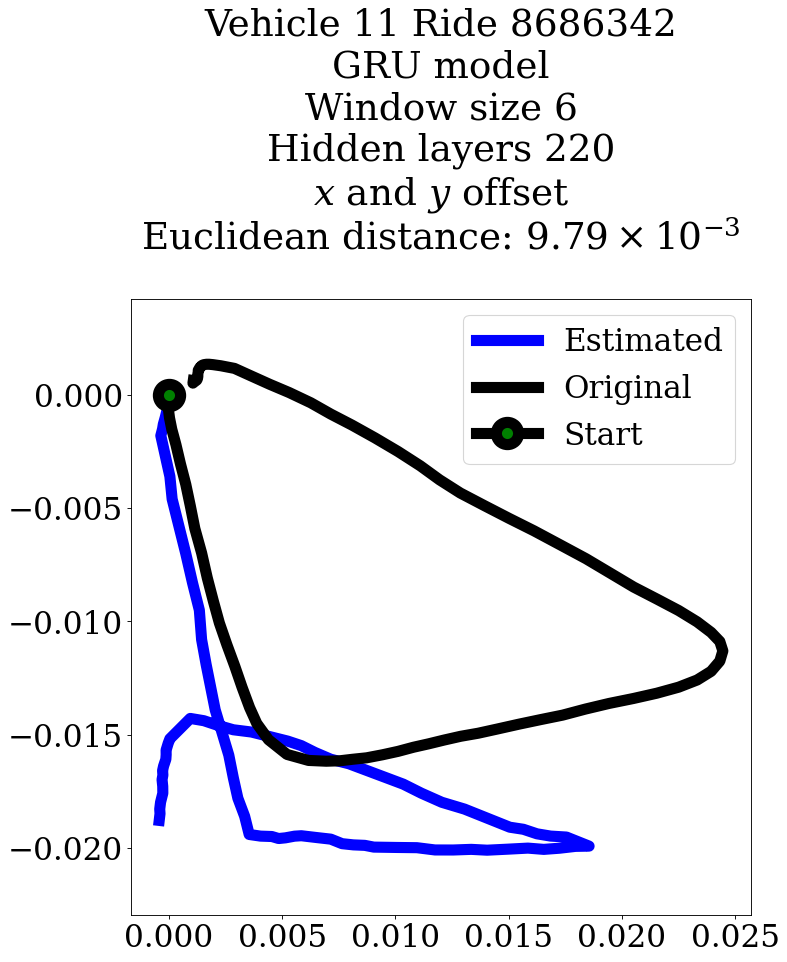 Vehicle 11 Ride 8686342
GRU model
Window size 6
Hidden layers 220
x and y offset
Euclidean distance: 9.79 × 10⁻³
Estimated
Original
Start
0.000
−0.005
−0.010
−0.015
−0.020
0.000 0.005 0.010 0.015 0.020 0.025